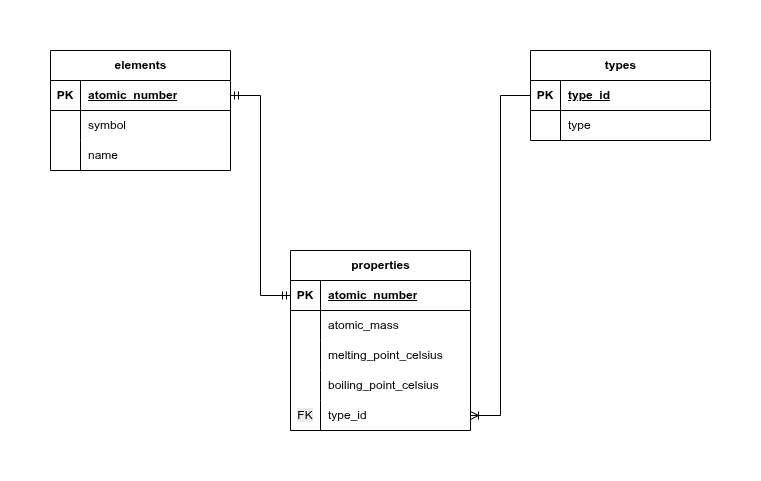 elements
PK atomic_number
symbol
name
types
PK type_id
type
properties
PK atomic_number
atomic_mass
melting_point_celsius
boiling_point_celsius
FK type_id